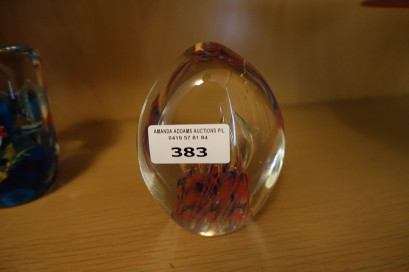 AMANDA ADDAMS AUCTIONS P/L
0419 57 81 84
383